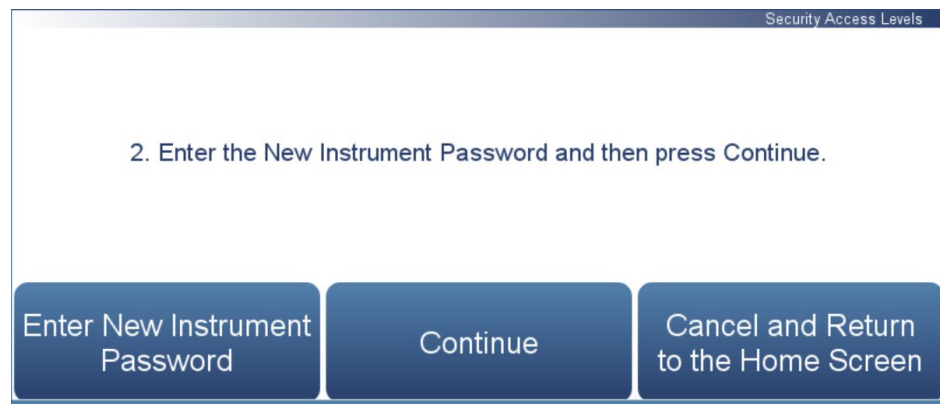 Security Access Levels
2. Enter the New Instrument Password and then press Continue.
Enter New Instrument
Password
Continue
Cancel and Return
to the Home Screen